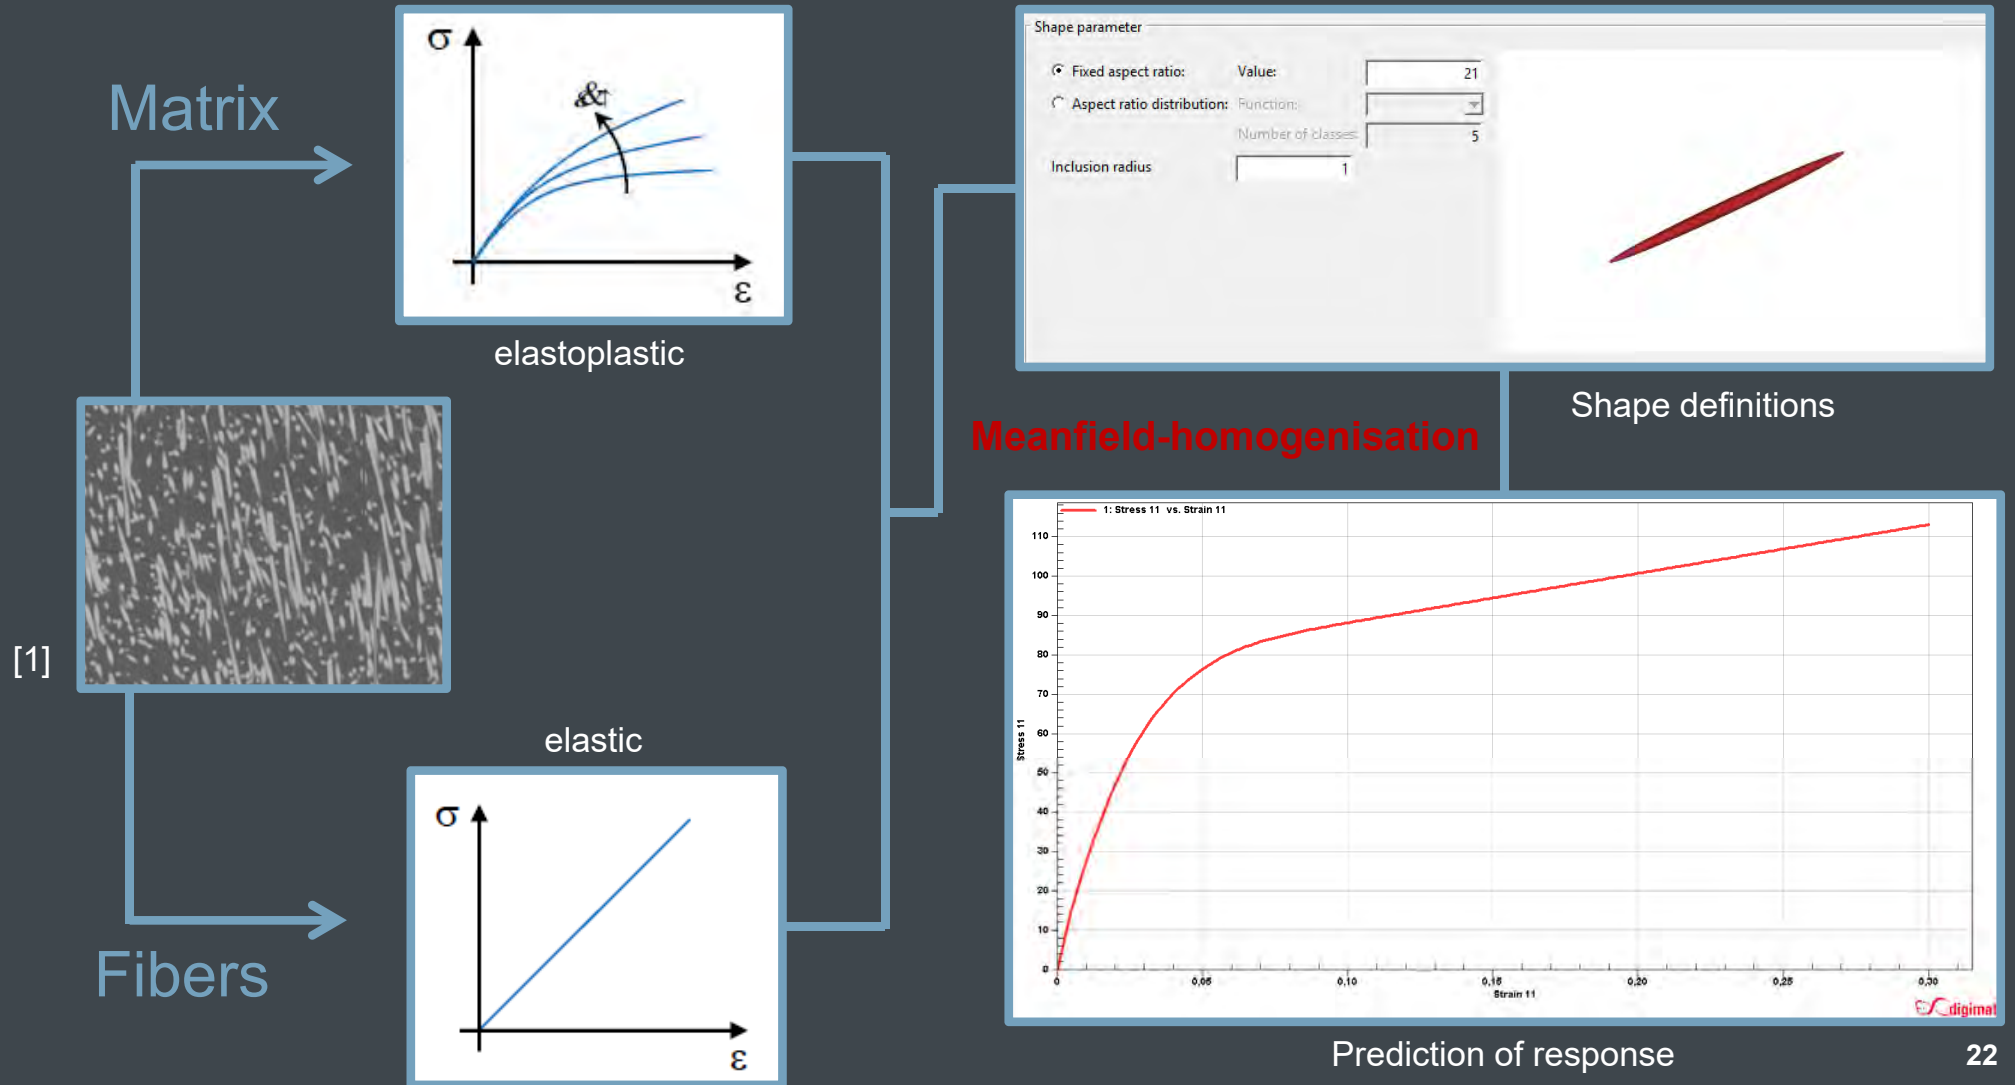 Matrix
σ
&↑
ε
elastoplastic
[1]
elastic
σ
ε
Fibers
Shape parameter
Fixed aspect ratio: Value: 21
Aspect ratio distribution: Function:
Number of classes: 5
Inclusion radius 1
Shape definitions
Meanfield-homogenisation
1: Stress 11 vs. Strain 11
110
100
90
80
70
60
50
40
30
20
10
0
Stress 11
0 0,05 0,10 0,15 0,20 0,25 0,30
Strain 11
digimat
Prediction of response
22